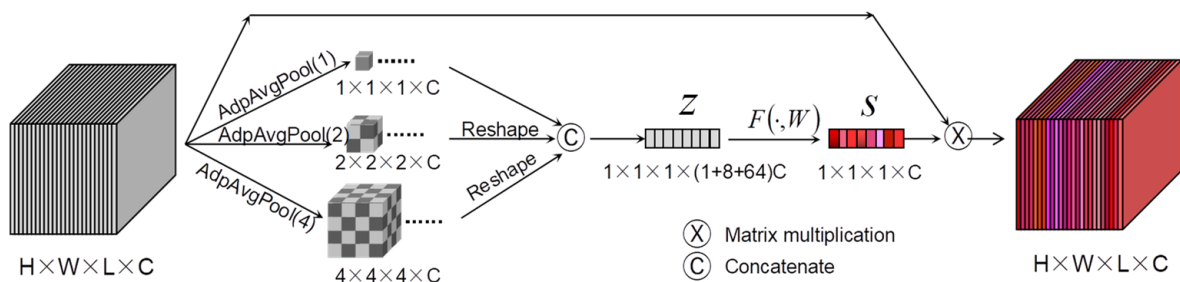 H×W×L×C
AdpAvgPool(1)
1×1×1×C
AdpAvgPool(2)
2×2×2×C
AdpAvgPool(4)
4×4×4×C
Reshape
Reshape
C
Z
1×1×1×(1+8+64)C
F(·,W)
S
1×1×1×C
X
H×W×L×C
X Matrix multiplication
C Concatenate